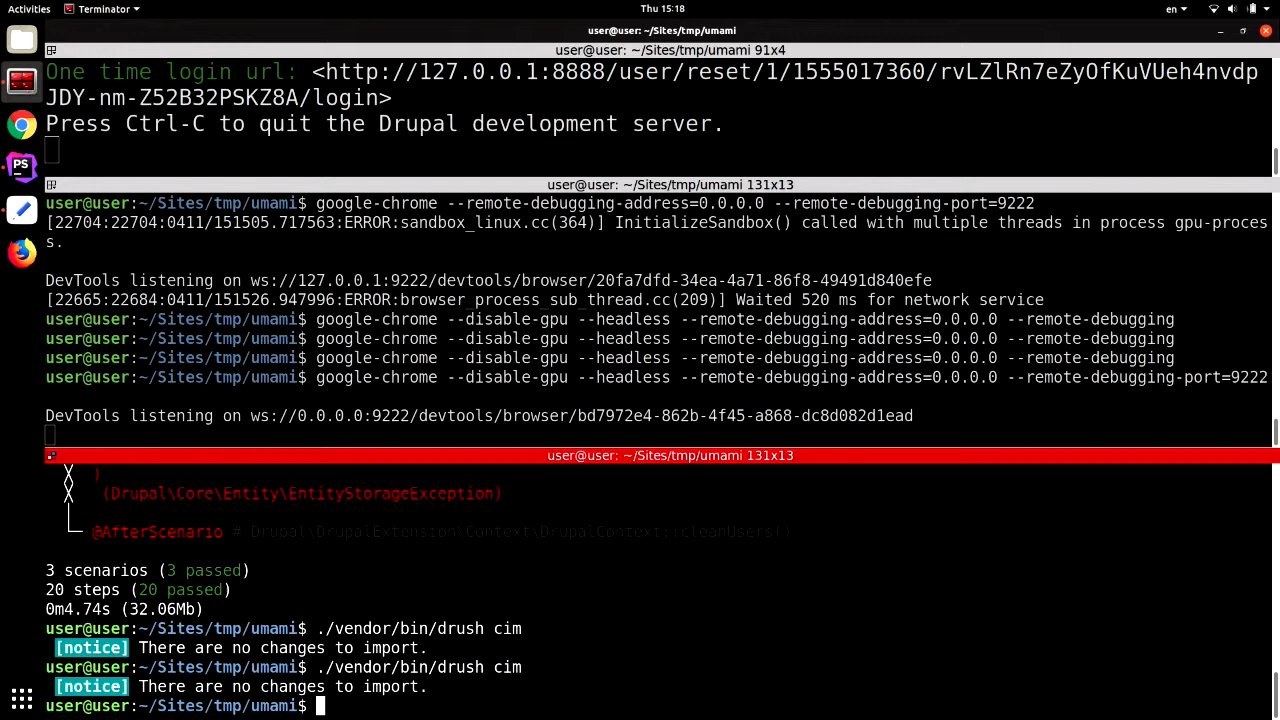 Activities Terminator Thu 15:18 en
user@user: ~/Sites/tmp/umami
user@user: ~/Sites/tmp/umami 91x4
One time login url: <http://127.0.0.1:8888/user/reset/1/1555017360/rvLZlRn7eZyOfKuVUeh4nvdp
JDY-nm-Z52B32PSKZ8A/login>
Press Ctrl-C to quit the Drupal development server.
user@user: ~/Sites/tmp/umami 131x13
user@user:~/Sites/tmp/umami$ google-chrome --remote-debugging-address=0.0.0.0 --remote-debugging-port=9222
[22704:22704:0411/151505.717563:ERROR:sandbox_linux.cc(364)] InitializeSandbox() called with multiple threads in process gpu-proces
s.
DevTools listening on ws://127.0.0.1:9222/devtools/browser/20fa7dfd-34ea-4a71-86f8-49491d840efe
[22665:22684:0411/151526.947996:ERROR:browser_process_sub_thread.cc(209)] Waited 520 ms for network service
user@user:~/Sites/tmp/umami$ google-chrome --disable-gpu --headless --remote-debugging-address=0.0.0.0 --remote-debugging
user@user:~/Sites/tmp/umami$ google-chrome --disable-gpu --headless --remote-debugging-address=0.0.0.0 --remote-debugging
user@user:~/Sites/tmp/umami$ google-chrome --disable-gpu --headless --remote-debugging-address=0.0.0.0 --remote-debugging
user@user:~/Sites/tmp/umami$ google-chrome --disable-gpu --headless --remote-debugging-address=0.0.0.0 --remote-debugging-port=9222
DevTools listening on ws://0.0.0.0:9222/devtools/browser/bd7972e4-862b-4f45-a868-dc8d082d1ead
user@user: ~/Sites/tmp/umami 131x13
)
(Drupal\Core\Entity\EntityStorageException)
@AfterScenario # Drupal\DrupalExtension\Context\DrupalContext::cleanUsers()
3 scenarios (3 passed)
20 steps (20 passed)
0m4.74s (32.06Mb)
user@user:~/Sites/tmp/umami$ ./vendor/bin/drush cim
[notice] There are no changes to import.
user@user:~/Sites/tmp/umami$ ./vendor/bin/drush cim
[notice] There are no changes to import.
user@user:~/Sites/tmp/umami$
PS